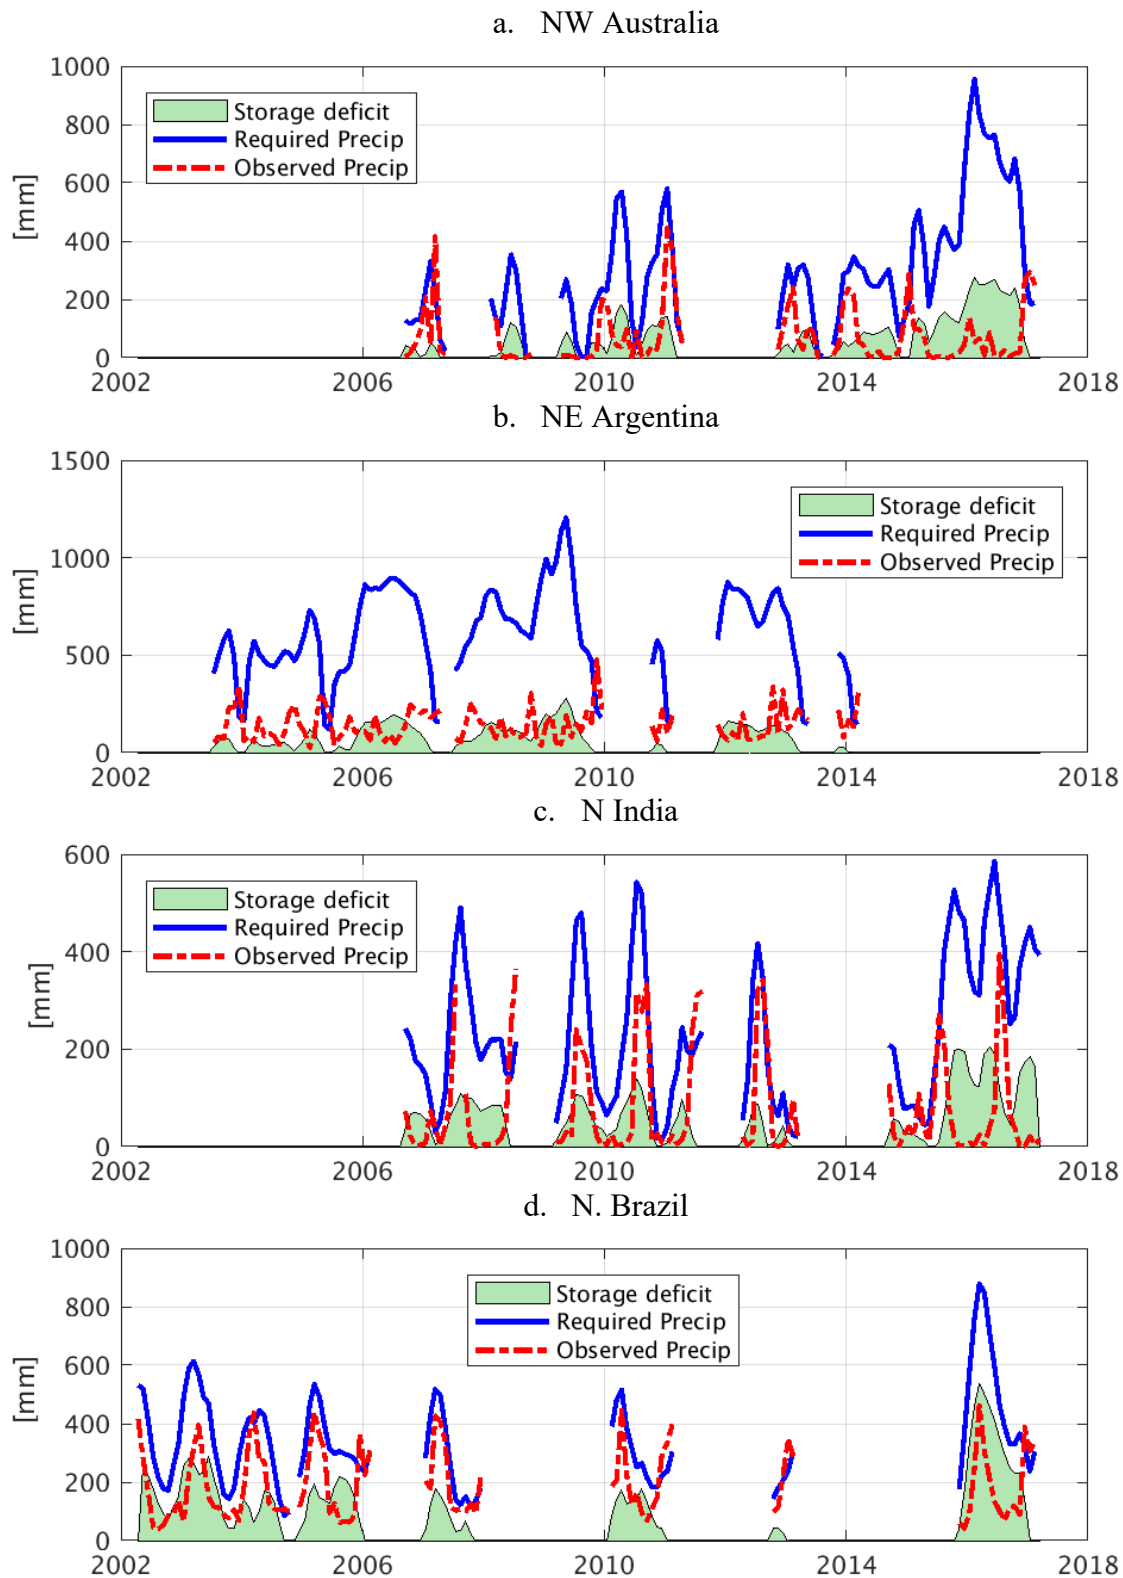 a. NW Australia
1000
800
600
400
200
0
[mm]
Storage deficit
Required Precip
Observed Precip
2002 2006 2010 2014 2018
b. NE Argentina
1500
1000
500
0
[mm]
Storage deficit
Required Precip
Observed Precip
2002 2006 2010 2014 2018
c. N India
600
400
200
0
[mm]
Storage deficit
Required Precip
Observed Precip
2002 2006 2010 2014 2018
d. N. Brazil
1000
800
600
400
200
0
[mm]
Storage deficit
Required Precip
Observed Precip
2002 2006 2010 2014 2018